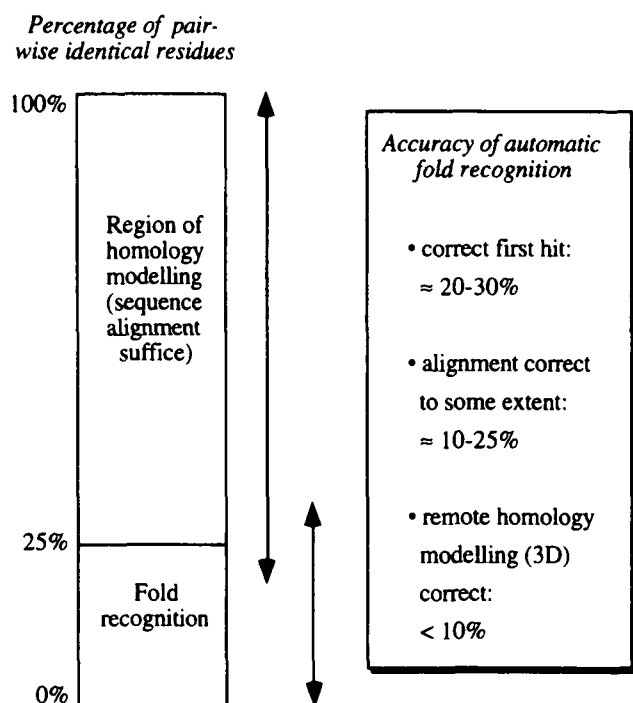 Percentage of pair-
wise identical residues
100%
Region of
homology
modelling
(sequence
alignment
suffice)
25%
Fold
recognition
0%
Accuracy of automatic
fold recognition
• correct first hit:
≈ 20-30%
• alignment correct
to some extent:
≈ 10-25%
• remote homology
modelling (3D)
correct:
< 10%